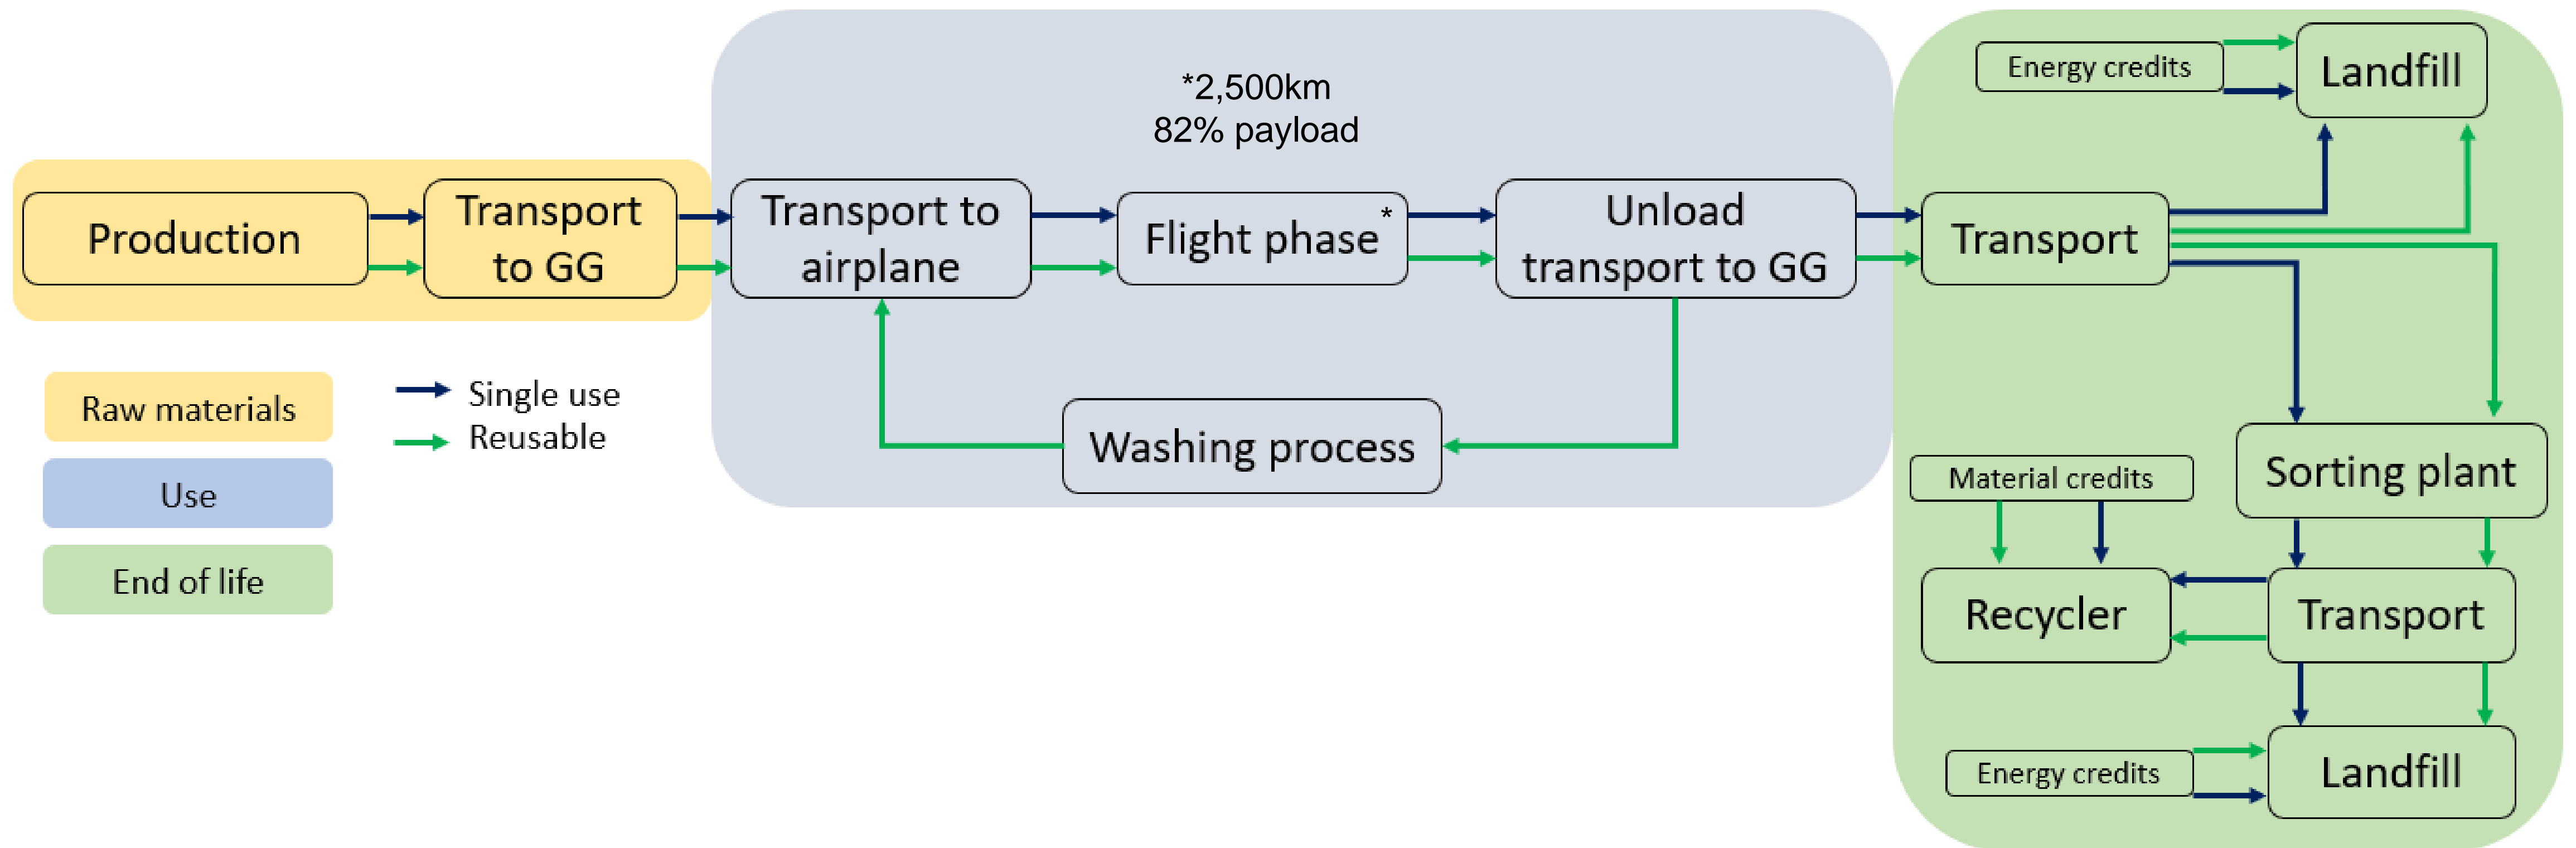 *2,500km
82% payload
Production
Transport
to GG
Transport to
airplane
Flight phase*
Unload
transport to GG
Washing process
Raw materials
Use
End of life
Single use
Reusable
Energy credits
Landfill
Transport
Sorting plant
Material credits
Recycler
Transport
Energy credits
Landfill